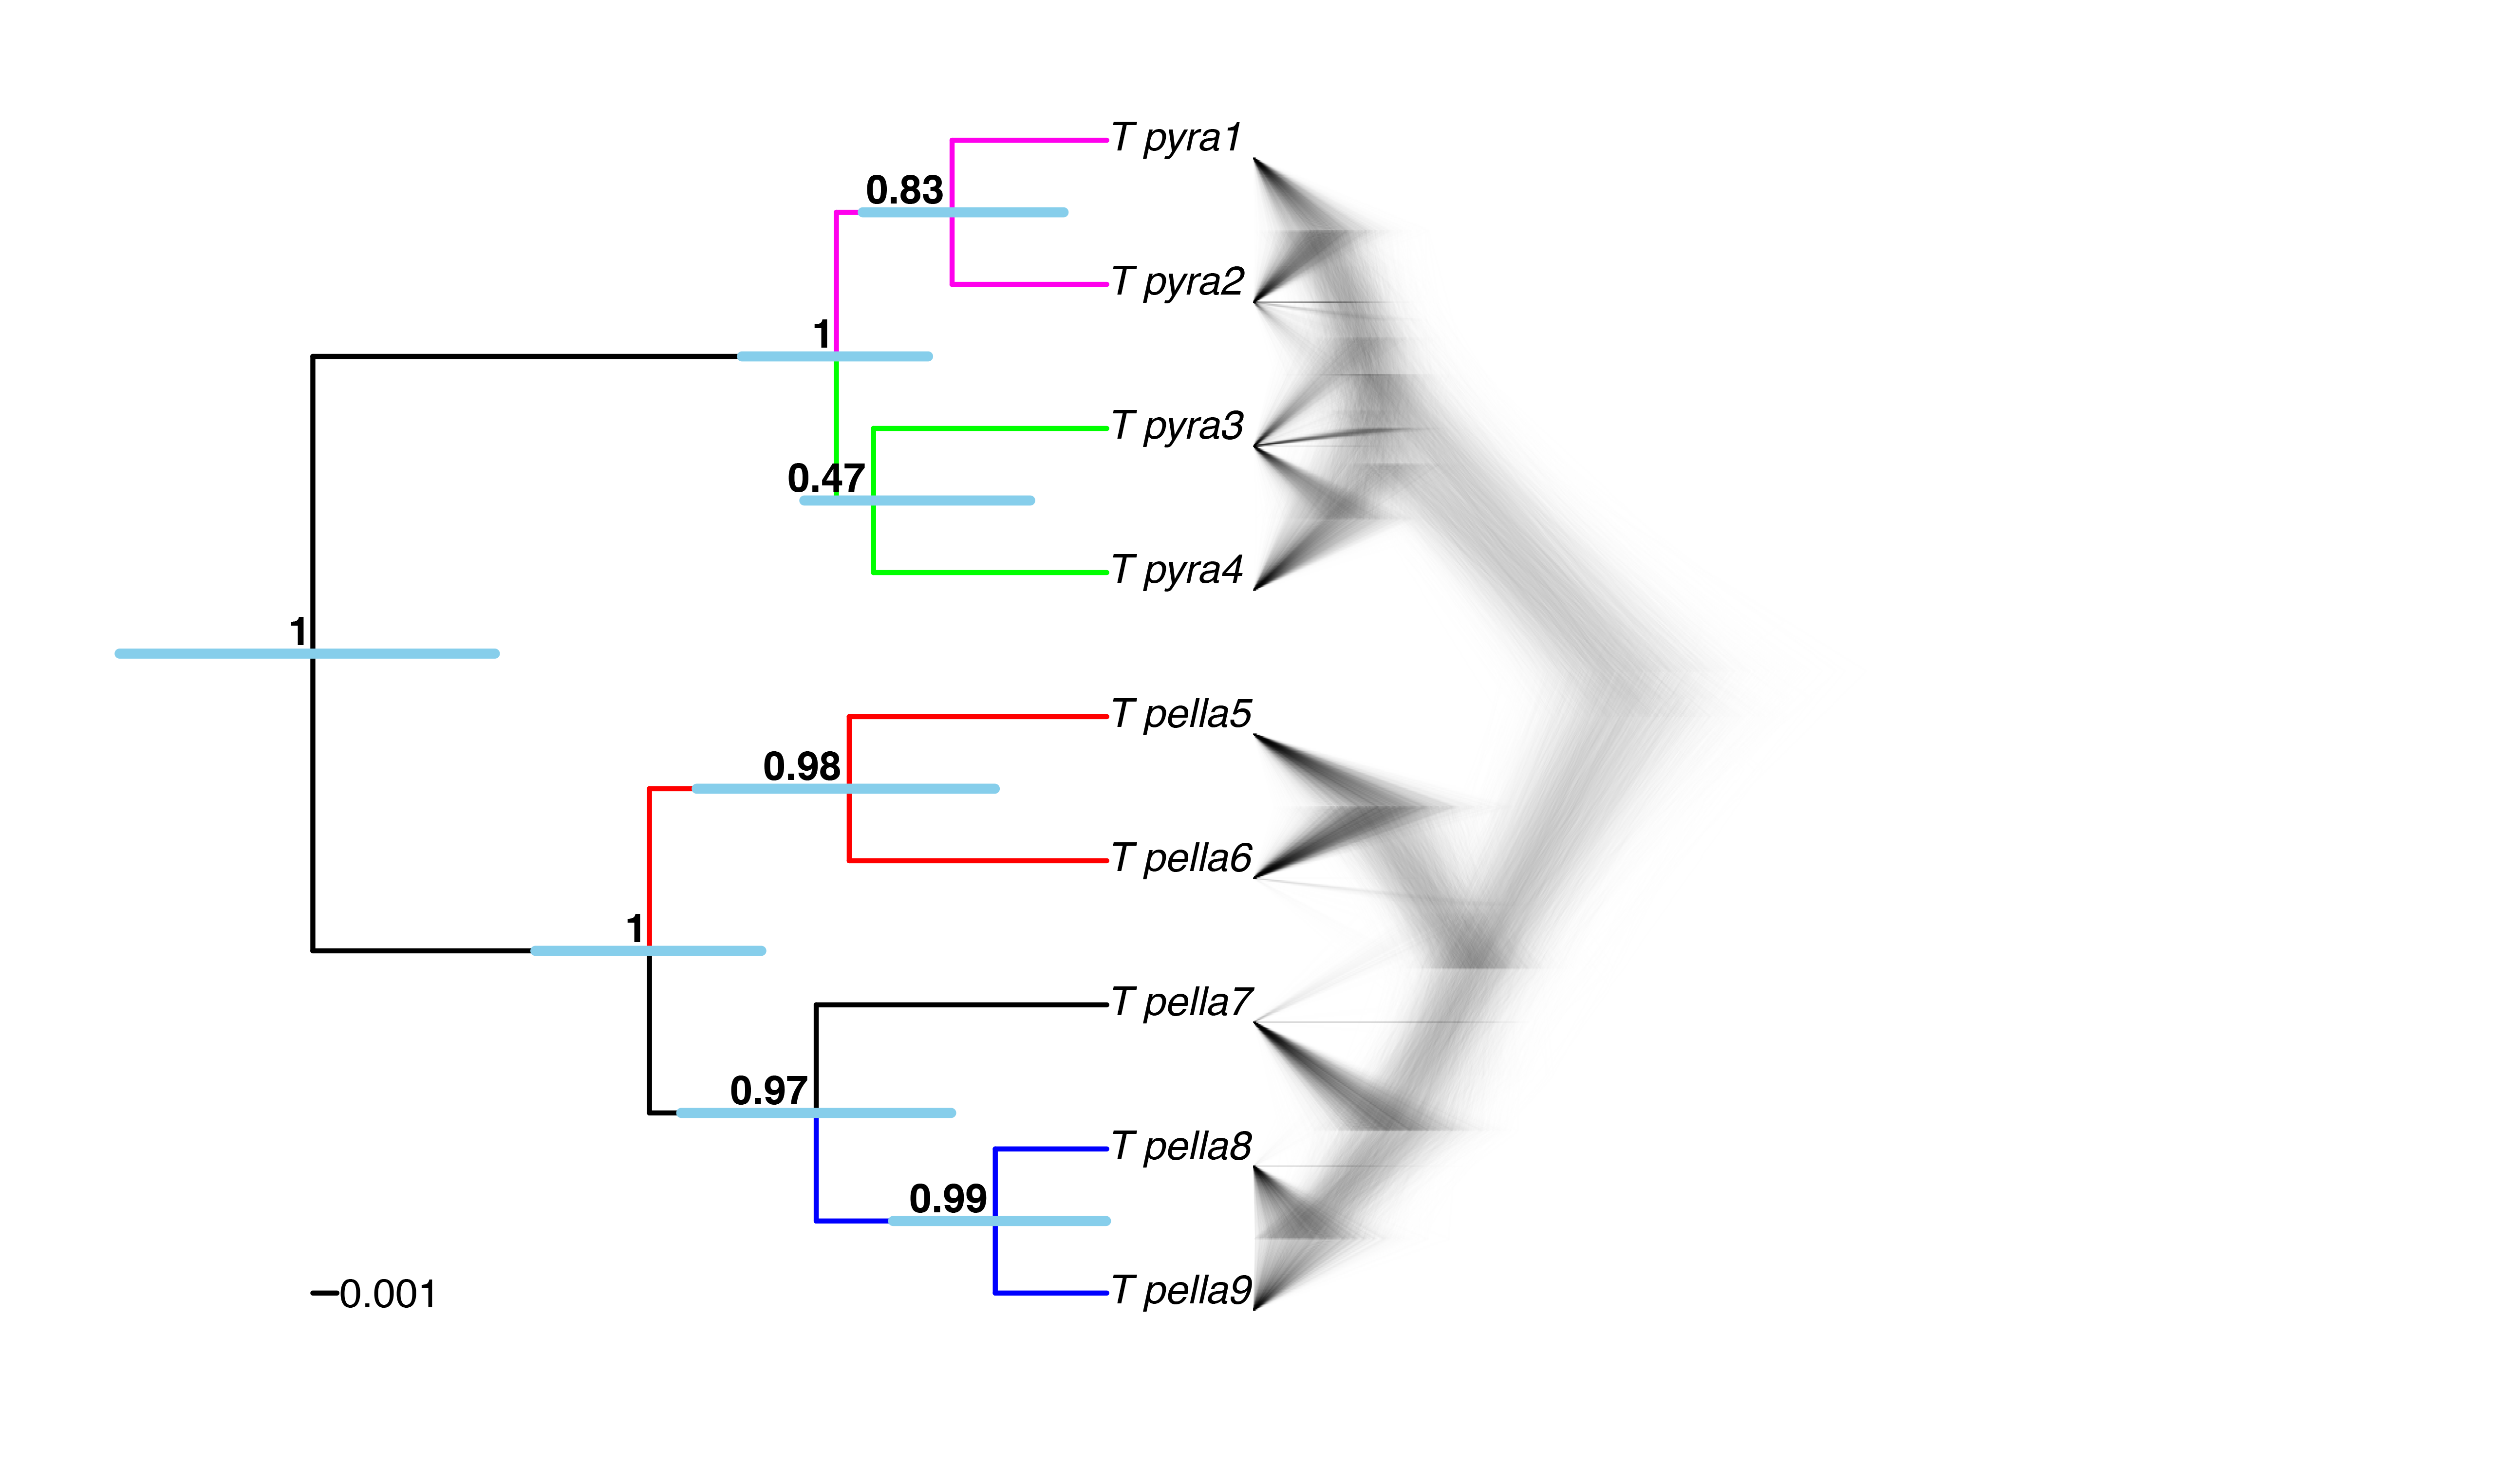 T pyra1
0.83
T pyra2
1
T pyra3
0.47
T pyra4
1
T pella5
0.98
T pella6
1
T pella7
0.97
T pella8
0.99
T pella9
0.001